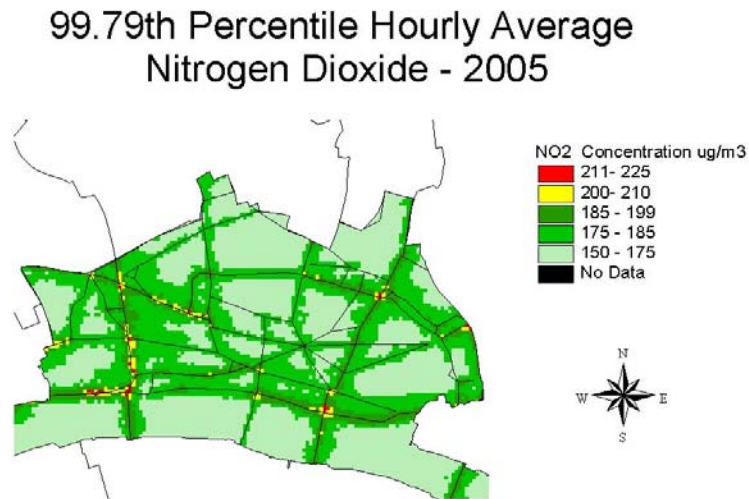 99.79th Percentile Hourly Average
Nitrogen Dioxide - 2005
NO2 Concentration ug/m3
211- 225
200- 210
185 - 199
175 - 185
150 - 175
No Data
N
W E
S